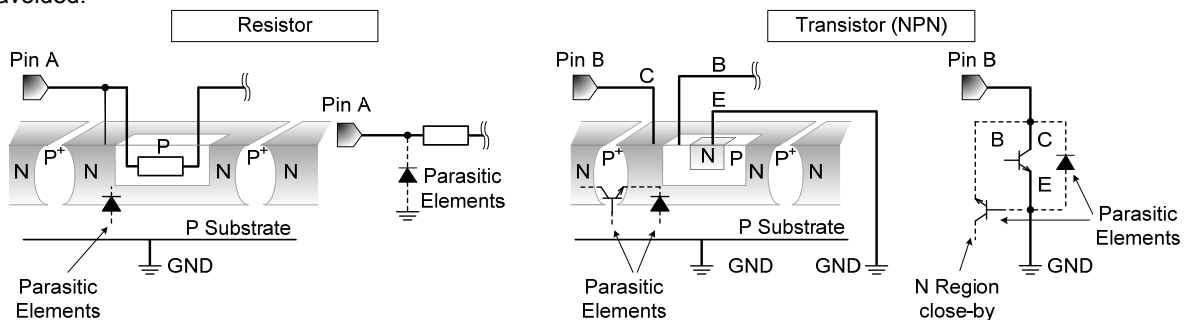 avoided.
Resistor
Transistor (NPN)
Pin A
Pin A
N
P+
N
P
N
P+
N
Parasitic
Elements
P Substrate
GND
Parasitic
Elements
Pin B
C
B
E
N
P+
N
N
P
N
P+
N
P Substrate
GND
GND
Parasitic
Elements
Pin B
B
C
E
Parasitic
Elements
GND
N Region
close-by